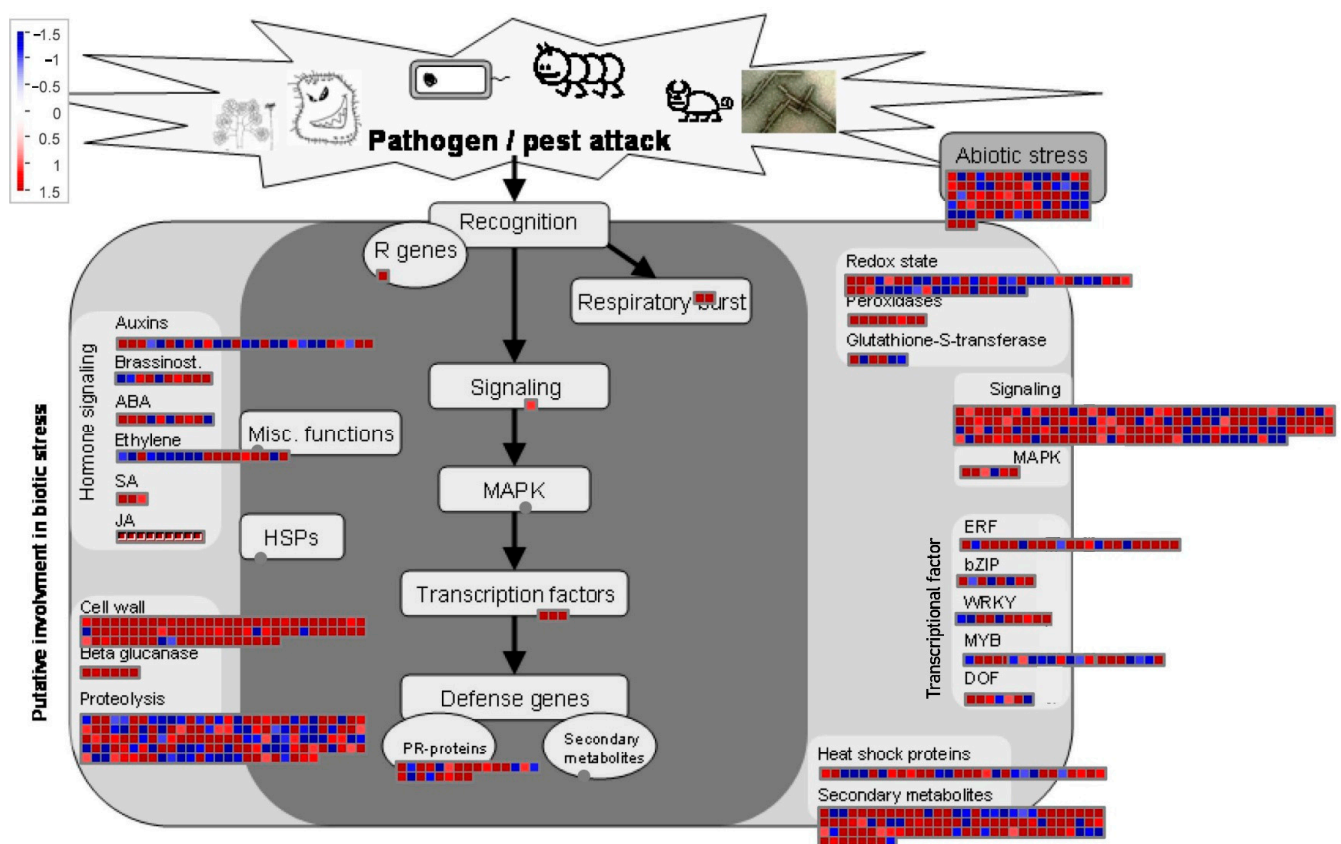 −1.5
−1
−0.5
0
0.5
1
1.5
Pathogen / pest attack
Abiotic stress
Recognition
R genes
Respiratory burst
Redox state
Peroxidases
Glutathione-S-transferase
Hormone signaling
Auxins
Brassinost.
ABA
Ethylene
SA
JA
Misc. functions
HSPs
Signaling
MAPK
Transcription factors
Defense genes
PR-proteins
Secondary
metabolites
Signaling
MAPK
Transcriptional factor
ERF
bZIP
WRKY
MYB
DOF
Putative involvment in biotic stress
Cell wall
Beta glucanase
Proteolysis
Heat shock proteins
Secondary metabolites